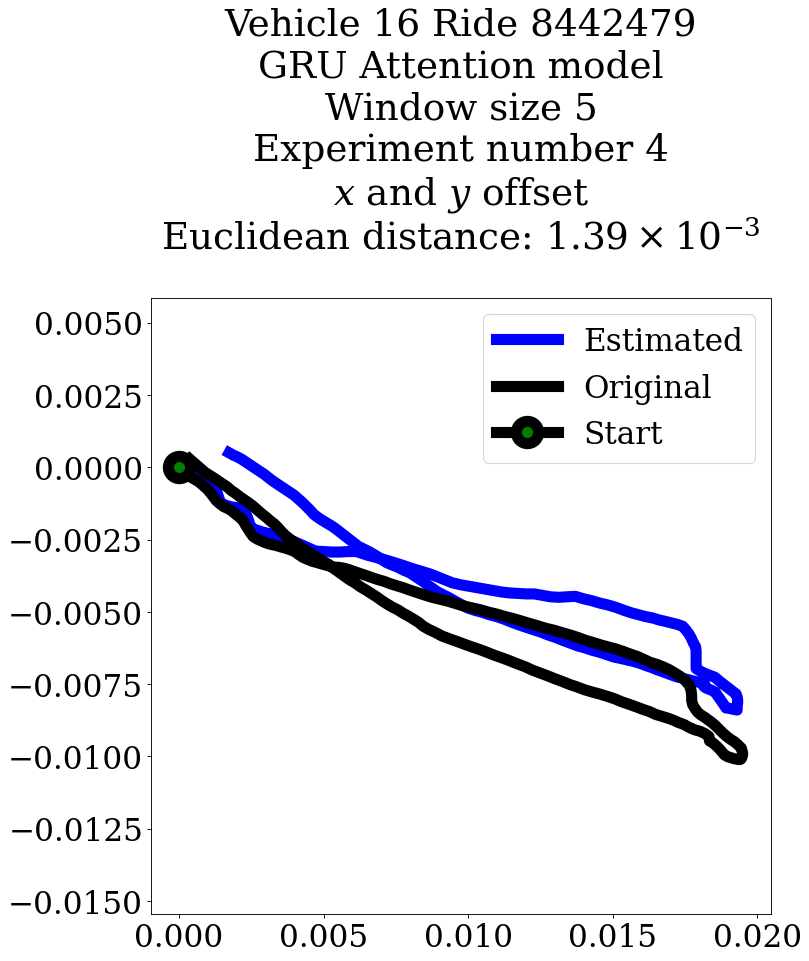 Vehicle 16 Ride 8442479
GRU Attention model
Window size 5
Experiment number 4
x and y offset
Euclidean distance: 1.39 × 10⁻³
Estimated
Original
Start
0.0050
0.0025
0.0000
−0.0025
−0.0050
−0.0075
−0.0100
−0.0125
−0.0150
0.000 0.005 0.010 0.015 0.020